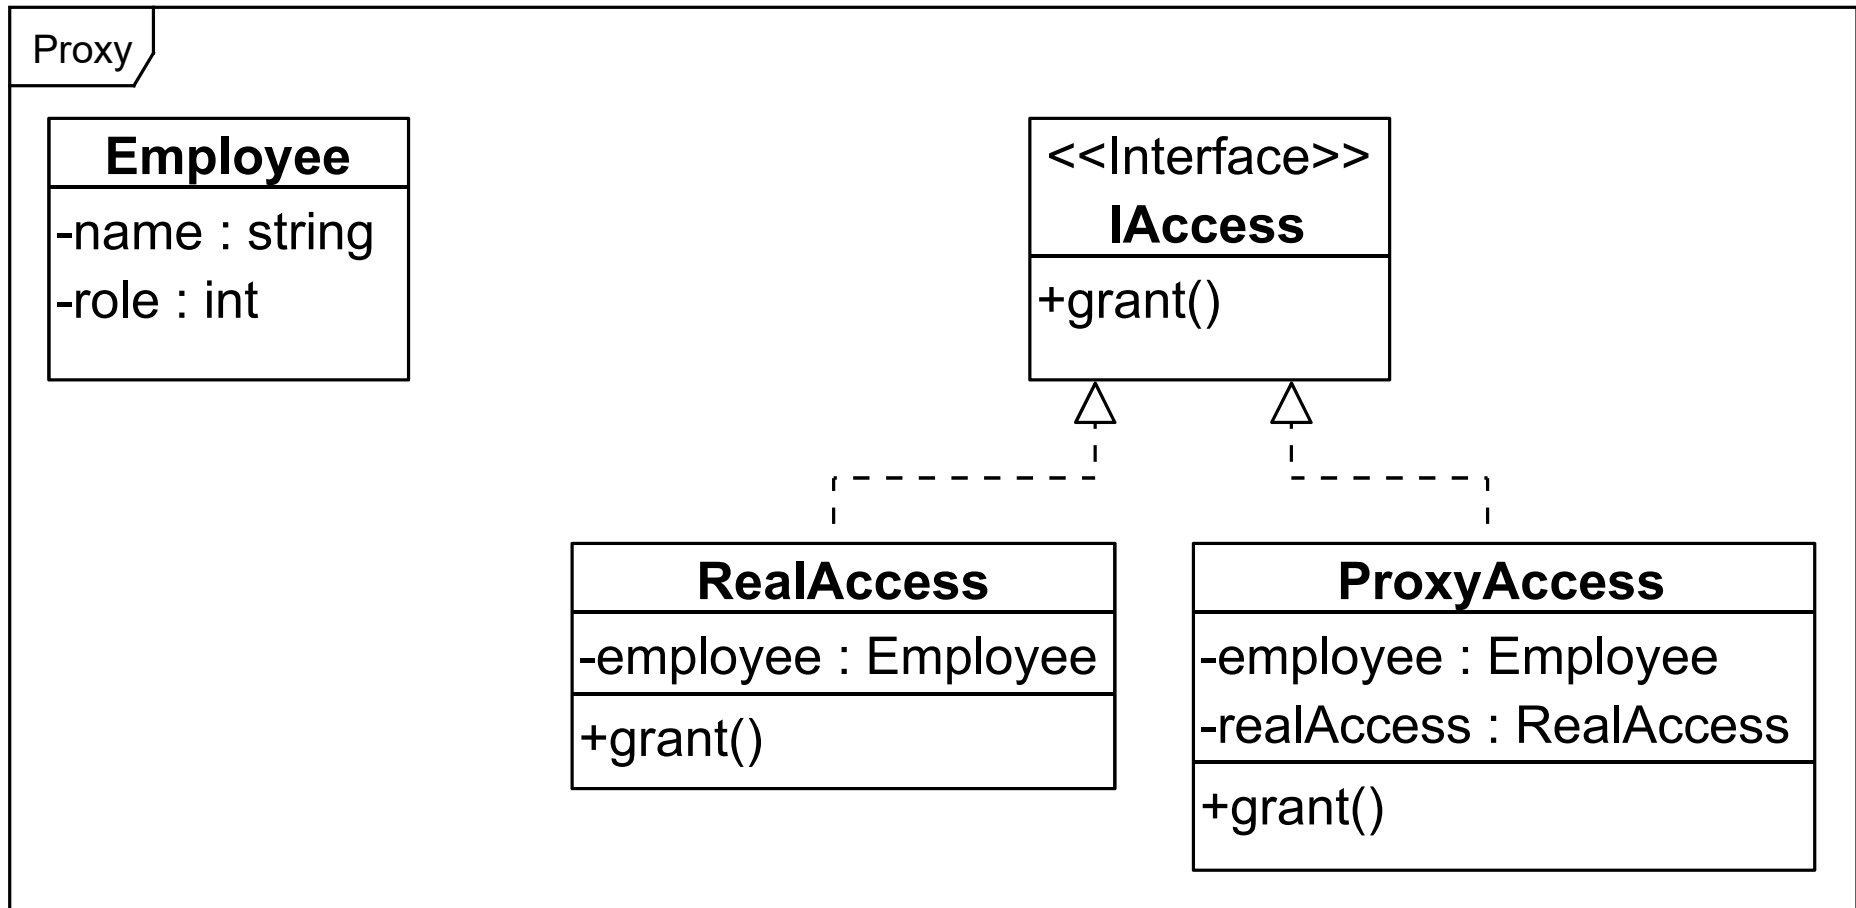 Proxy
Employee
-name : string
-role : int
<<Interface>>
IAccess
+grant()
RealAccess
-employee : Employee
+grant()
ProxyAccess
-employee : Employee
-realAccess : RealAccess
+grant()